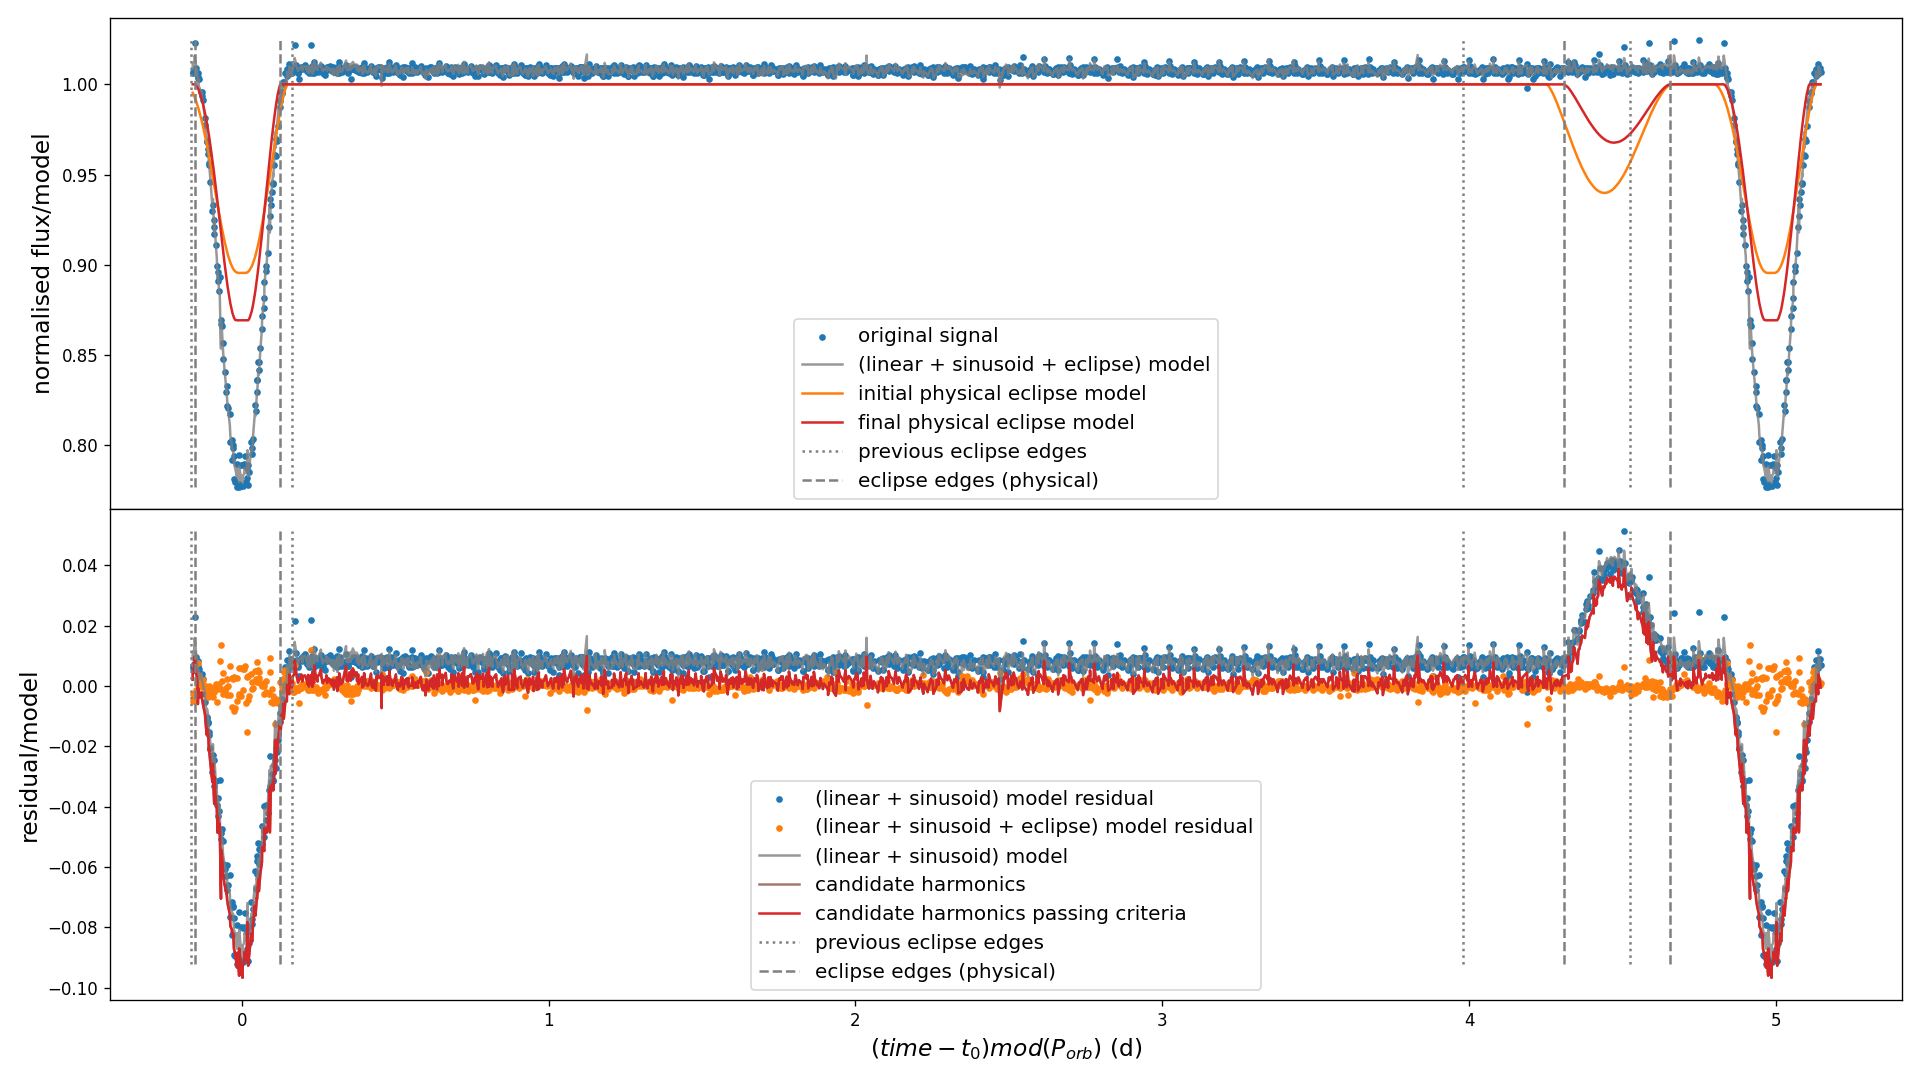 normalised flux/model
1.00
0.95
0.90
0.85
0.80
original signal
(linear + sinusoid + eclipse) model
initial physical eclipse model
final physical eclipse model
previous eclipse edges
eclipse edges (physical)
residual/model
0.04
0.02
0.00
−0.02
−0.04
−0.06
−0.08
−0.10
(linear + sinusoid) model residual
(linear + sinusoid + eclipse) model residual
(linear + sinusoid) model
candidate harmonics
candidate harmonics passing criteria
previous eclipse edges
eclipse edges (physical)
0 1 2 3 4 5
(time − t₀)mod(Pₒᵣb) (d)